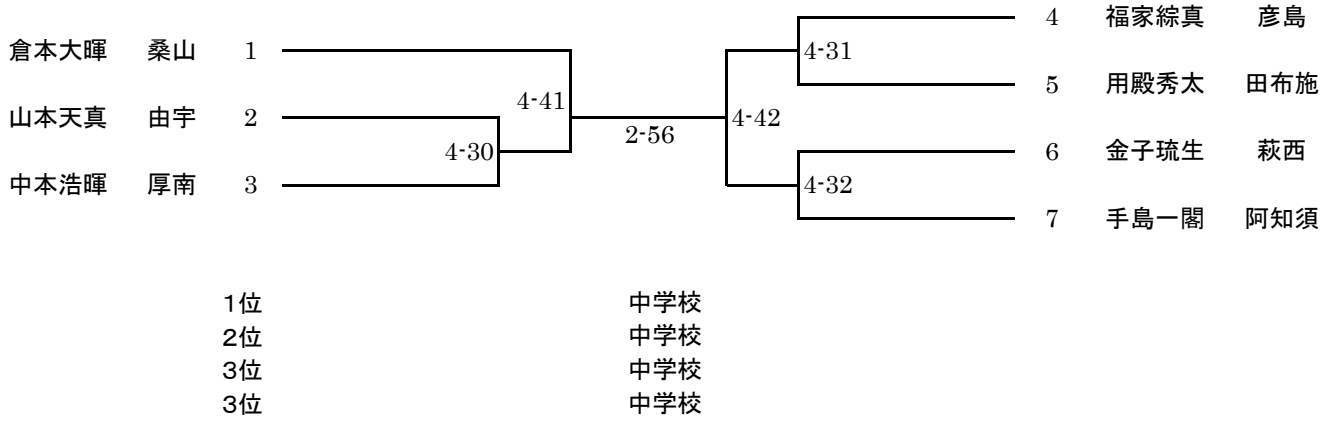 4 福家綜真 彦島
倉本大暉 桑山 1
4-31
5 用殿秀太 田布施
4-41
山本天真 由宇 2
2-56
4-42
4-30
6 金子琉生 萩西
中本浩暉 厚南 3
4-32
7 手島一閣 阿知須
1位 中学校
2位 中学校
3位 中学校
3位 中学校